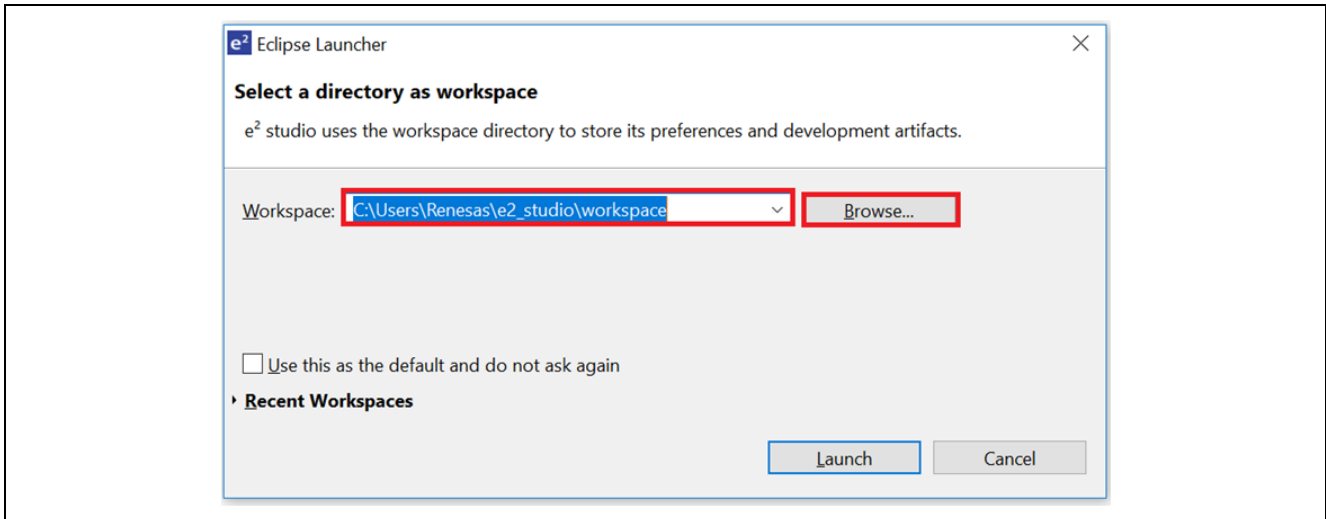 e² Eclipse Launcher
Select a directory as workspace
e² studio uses the workspace directory to store its preferences and development artifacts.
Workspace: C:\Users\Renesas\e2_studio\workspace Browse...
Use this as the default and do not ask again
Recent Workspaces
Launch Cancel